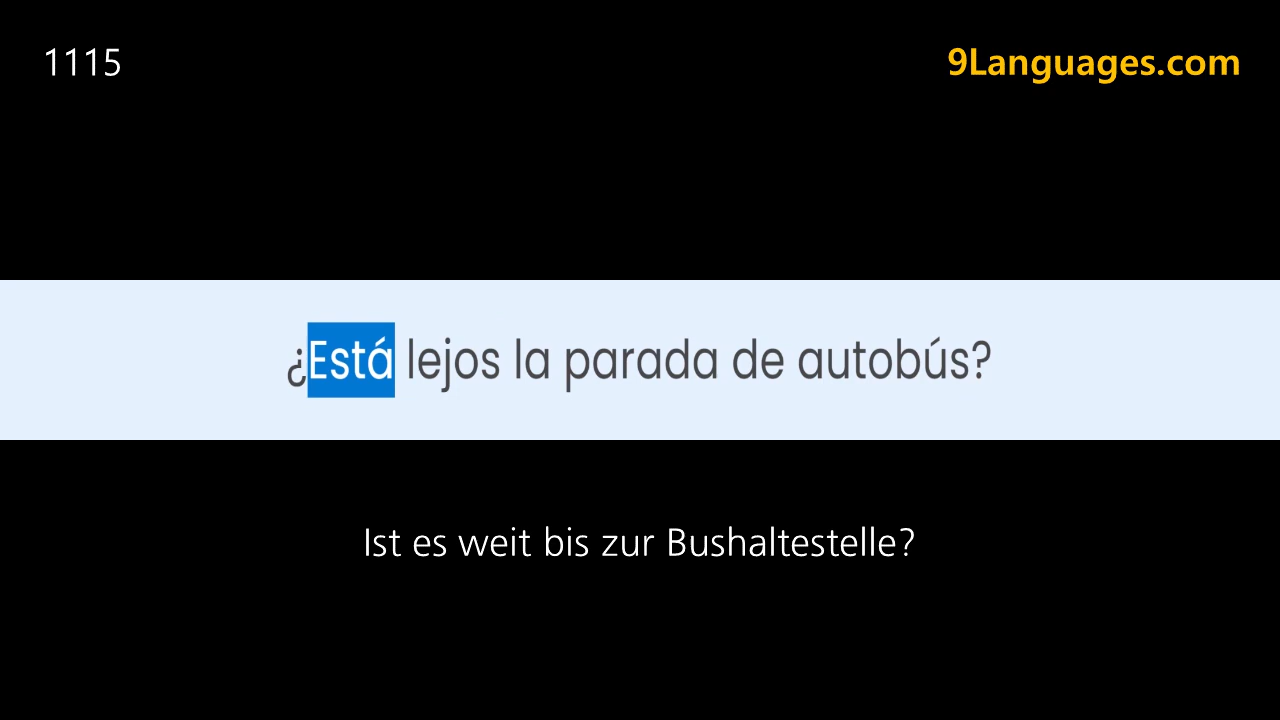 1115
9Languages.com
¿Está lejos la parada de autobús?
Ist es weit bis zur Bushaltestelle?